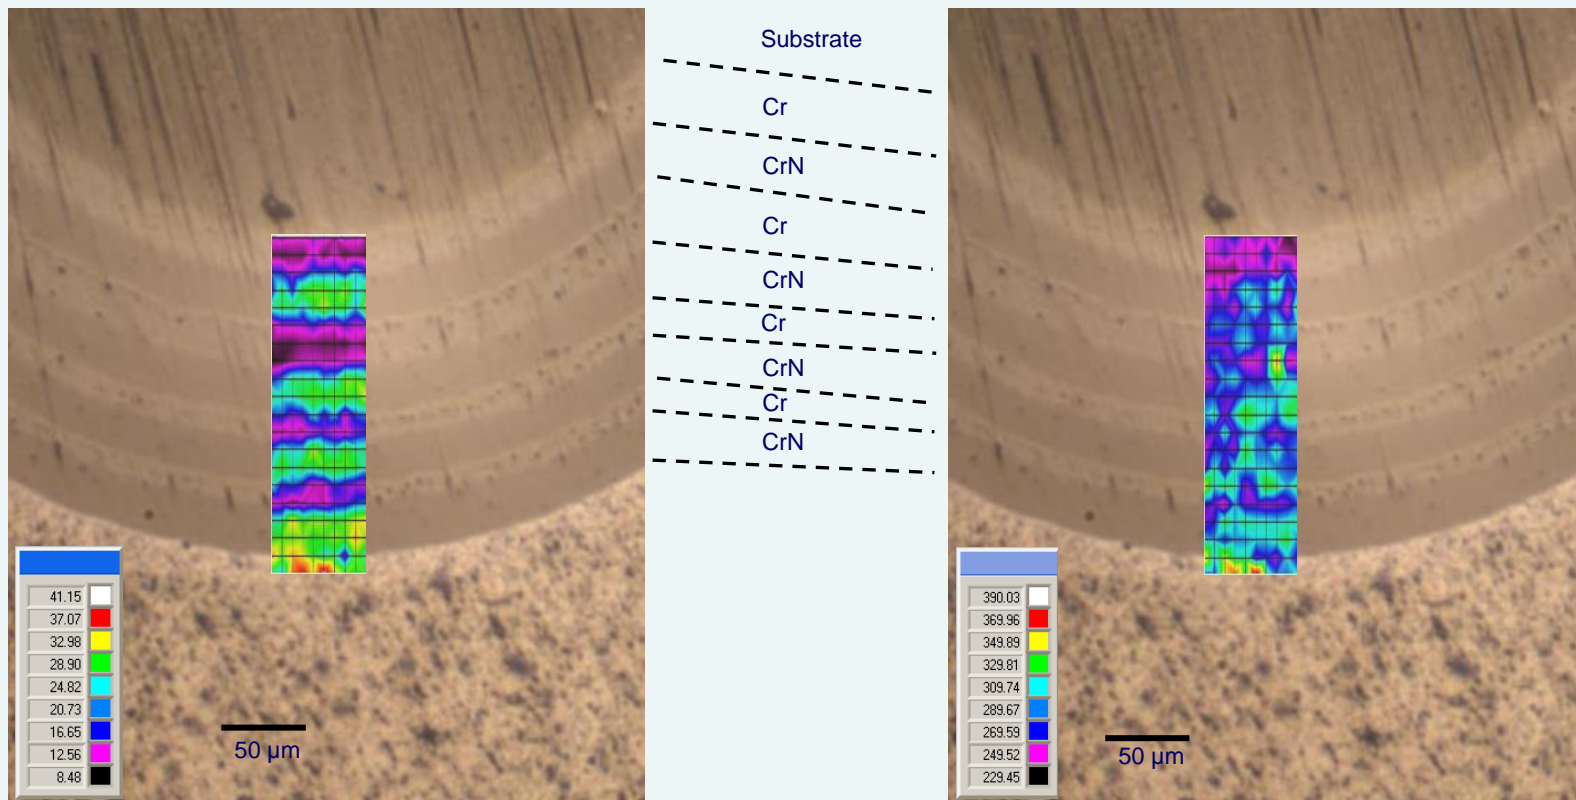 Substrate
Cr
CrN
Cr
CrN
Cr
CrN
Cr
CrN
41.15
37.07
32.98
28.90
24.82
20.73
16.65
12.56
8.48
50 µm
390.03
369.96
349.89
329.81
309.74
289.67
269.59
249.52
229.45
50 µm